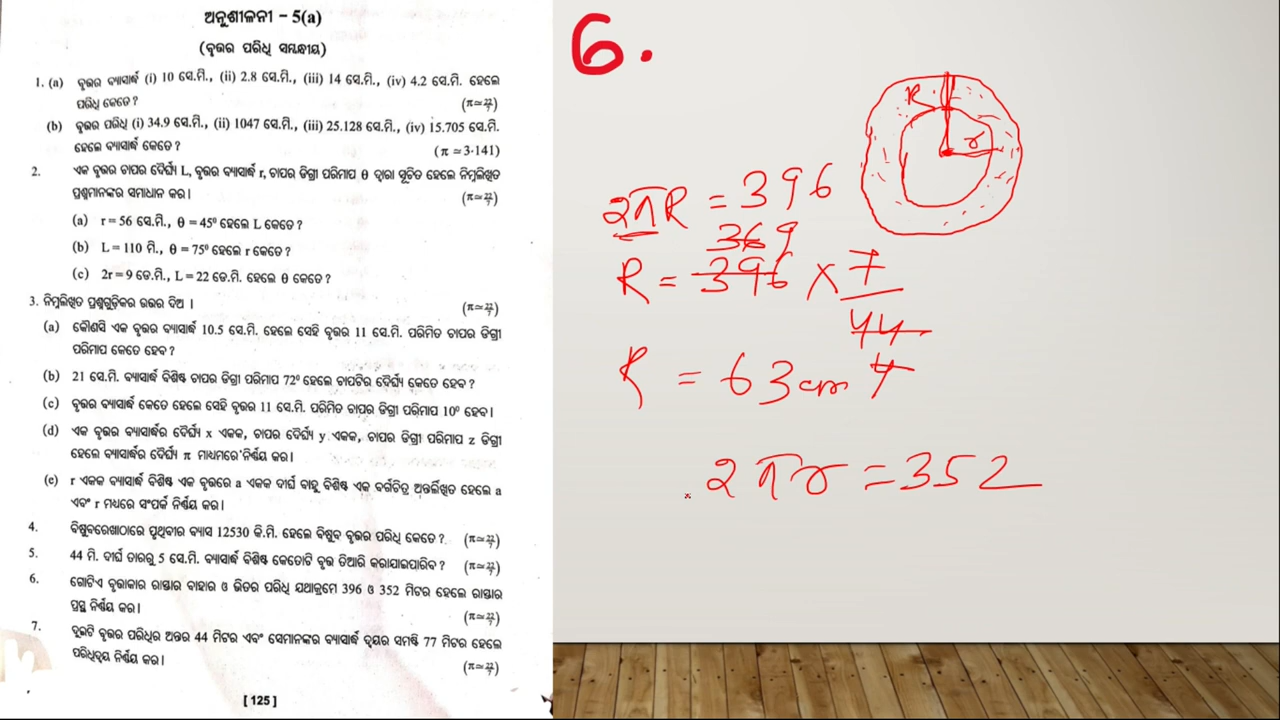 ଅନୁଶୀଳନୀ – 5(a)
(ବୃତ୍ତର ପରିଧି ସମ୍ବନ୍ଧୀୟ)
1. (a) ବୃତ୍ତର ବ୍ୟାସାର୍ଦ୍ଧ (i) 10 ସେ.ମି., (ii) 2.8 ସେ.ମି., (iii) 14 ସେ.ମି., (iv) 4.2 ସେ.ମି. ହେଲେ
ପରିଧି କେତେ ? (π≃22/7)
(b) ବୃତ୍ତର ପରିଧି (i) 34.9 ସେ.ମି., (ii) 1047 ସେ.ମି., (iii) 25.128 ସେ.ମି., (iv) 15.705 ସେ.ମି.
ହେଲେ ବ୍ୟାସାର୍ଦ୍ଧ କେତେ ? (π ≃3·141)
2. ଏକ ବୃତ୍ତର ଚାପର ଦୈର୍ଘ୍ୟ L, ବୃତ୍ତର ବ୍ୟାସାର୍ଦ୍ଧ r, ଚାପର ଡିଗ୍ରୀ ପରିମାପ θ ଦ୍ୱାରା ସୂଚିତ ହେଲେ ନିମ୍ନଲିଖିତ
ପ୍ରଶ୍ନମାନଙ୍କର ସମାଧାନ କର । (π≃22/7)
(a) r = 56 ସେ.ମି., θ = 45⁰ ହେଲେ L କେତେ ?
(b) L = 110 ମି., θ = 75⁰ ହେଲେ r କେତେ ?
(c) 2r = 9 ଡେ.ମି., L = 22 ଡେ.ମି. ହେଲେ θ କେତେ ?
3. ନିମ୍ନଲିଖିତ ପ୍ରଶ୍ନଗୁଡ଼ିକର ଉତ୍ତର ଦିଅ । (π≃22/7)
(a) କୌଣସି ଏକ ବୃତ୍ତର ବ୍ୟାସାର୍ଦ୍ଧ 10.5 ସେ.ମି. ହେଲେ ସେହି ବୃତ୍ତର 11 ସେ.ମି. ପରିମିତ ଚାପର ଡିଗ୍ରୀ
ପରିମାପ କେତେ ହେବ ?
(b) 21 ସେ.ମି. ବ୍ୟାସାର୍ଦ୍ଧ ବିଶିଷ୍ଟ ଚାପର ଡିଗ୍ରୀ ପରିମାପ 72⁰ ହେଲେ ଚାପଟିର ଦୈର୍ଘ୍ୟ କେତେ ହେବ ?
(c) ବୃତ୍ତର ବ୍ୟାସାର୍ଦ୍ଧ କେତେ ହେଲେ ସେହି ବୃତ୍ତର 11 ସେ.ମି. ପରିମିତ ଚାପର ଡିଗ୍ରୀ ପରିମାପ 10⁰ ହେବ ।
(d) ଏକ ବୃତ୍ତର ବ୍ୟାସାର୍ଦ୍ଧର ଦୈର୍ଘ୍ୟ x ଏକକ, ଚାପର ଦୈର୍ଘ୍ୟ y ଏକକ, ଚାପର ଡିଗ୍ରୀ ପରିମାପ z ଡିଗ୍ରୀ
ହେଲେ ବ୍ୟାସାର୍ଦ୍ଧର ଦୈର୍ଘ୍ୟ π ମାଧ୍ୟମରେ ନିର୍ଣ୍ଣୟ କର ।
(e) r ଏକକ ବ୍ୟାସାର୍ଦ୍ଧ ବିଶିଷ୍ଟ ଏକ ବୃତ୍ତରେ a ଏକକ ଦୀର୍ଘ ବାହୁ ବିଶିଷ୍ଟ ଏକ ବର୍ଗଚିତ୍ର ଅନ୍ତର୍ଲିଖିତ ହେଲେ a
ଏବଂ r ମଧ୍ୟରେ ସଂପର୍କ ନିର୍ଣ୍ଣୟ କର ।
4. ବିଷୁବରେଖାଠାରେ ପୃଥିବୀର ବ୍ୟାସ 12530 କି.ମି. ହେଲେ ବିଷୁବ ବୃତ୍ତର ପରିଧି କେତେ ? (π≃22/7)
5. 44 ମି. ଦୀର୍ଘ ତାରରୁ 5 ସେ.ମି. ବ୍ୟାସାର୍ଦ୍ଧ ବିଶିଷ୍ଟ କେତୋଟି ବୃତ୍ତ ତିଆରି କରାଯାଇପାରିବ ? (π≃22/7)
6. ଗୋଟିଏ ବୃତ୍ତାକାର ରାସ୍ତାର ବାହାର ଓ ଭିତର ପରିଧି ଯଥାକ୍ରମେ 396 ଓ 352 ମିଟର ହେଲେ ରାସ୍ତାର
ପ୍ରସ୍ଥ ନିର୍ଣ୍ଣୟ କର । (π≃22/7)
7. ଦୁଇଟି ବୃତ୍ତର ପରିଧିର ଅନ୍ତର 44 ମିଟର ଏବଂ ସେମାନଙ୍କର ବ୍ୟାସାର୍ଦ୍ଧ ଦ୍ୱୟର ସମଷ୍ଟି 77 ମିଟର ହେଲେ
ପରିଧିଦ୍ୱୟ ନିର୍ଣ୍ଣୟ କର । (π≃22/7)
[ 125 ]
6.
R
r
2πR = 396
369
R = 396 × 7/44
4
R = 63cm
2πr = 352